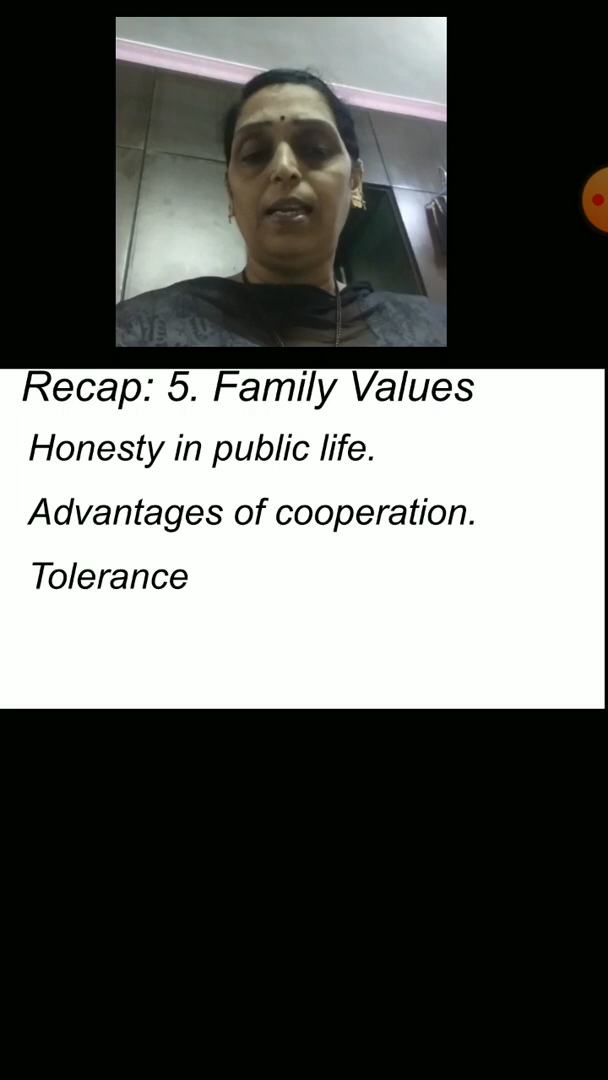 Recap: 5. Family Values
Honesty in public life.
Advantages of cooperation.
Tolerance